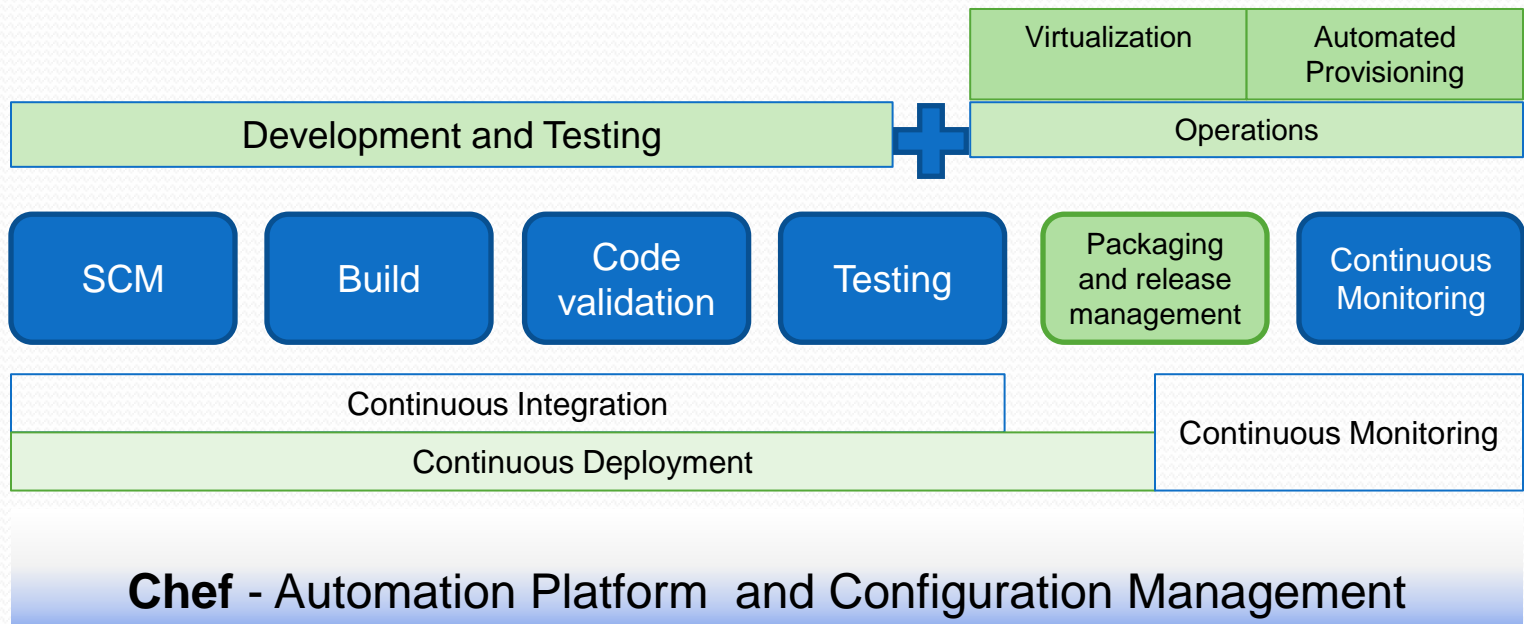 Virtualization
Automated
Provisioning
Development and Testing
Operations
SCM
Build
Code
validation
Testing
Packaging
and release
management
Continuous
Monitoring
Continuous Integration
Continuous Deployment
Continuous Monitoring
Chef - Automation Platform and Configuration Management